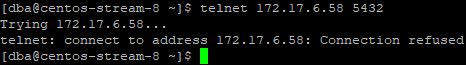 [dba@centos-stream-8 ~]$ telnet 172.17.6.58 5432
Trying 172.17.6.58...
telnet: connect to address 172.17.6.58: Connection refused
[dba@centos-stream-8 ~]$